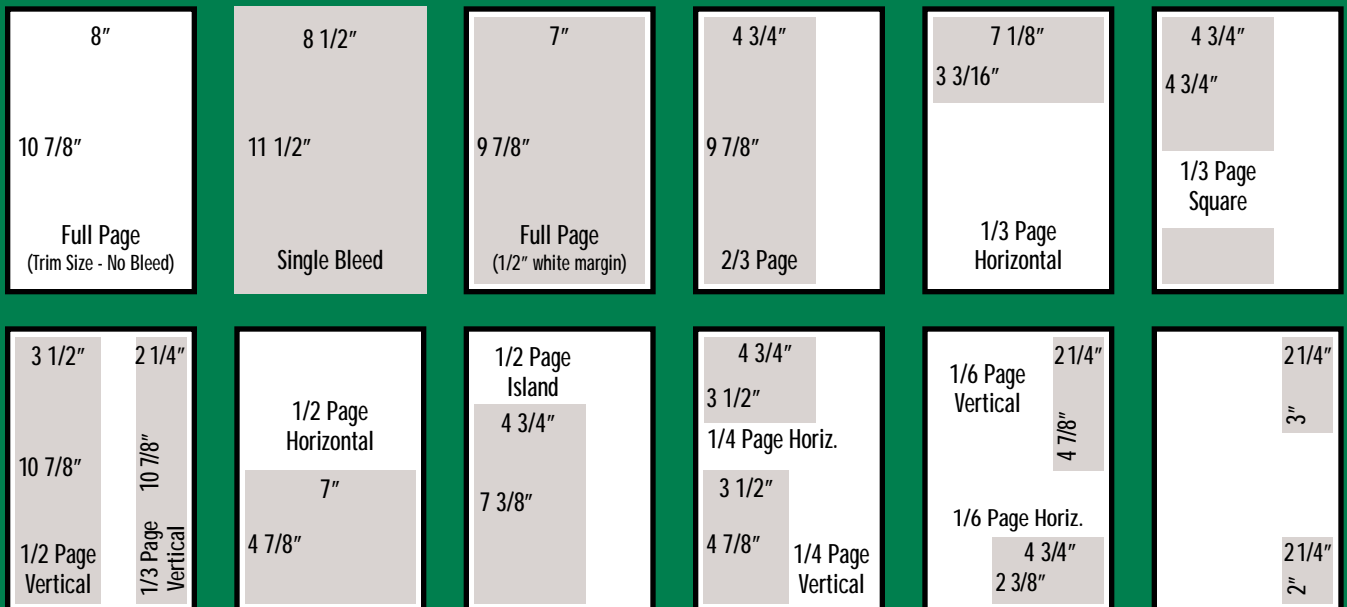 8”
10 7/8”
Full Page
(Trim Size - No Bleed)
8 1/2”
11 1/2”
Single Bleed
7”
9 7/8”
Full Page
(1/2” white margin)
4 3/4”
9 7/8”
2/3 Page
7 1/8”
3 3/16”
1/3 Page
Horizontal
4 3/4”
4 3/4”
1/3 Page
Square
3 1/2”
10 7/8”
1/2 Page
Vertical
2 1/4”
10 7/8”
1/3 Page
Vertical
1/2 Page
Horizontal
7”
4 7/8”
1/2 Page
Island
4 3/4”
7 3/8”
4 3/4”
3 1/2”
1/4 Page Horiz.
3 1/2”
4 7/8”
1/4 Page
Vertical
1/6 Page
Vertical
2 1/4”
4 7/8”
1/6 Page Horiz.
4 3/4”
2 3/8”
2 1/4”
3”
2 1/4”
2”